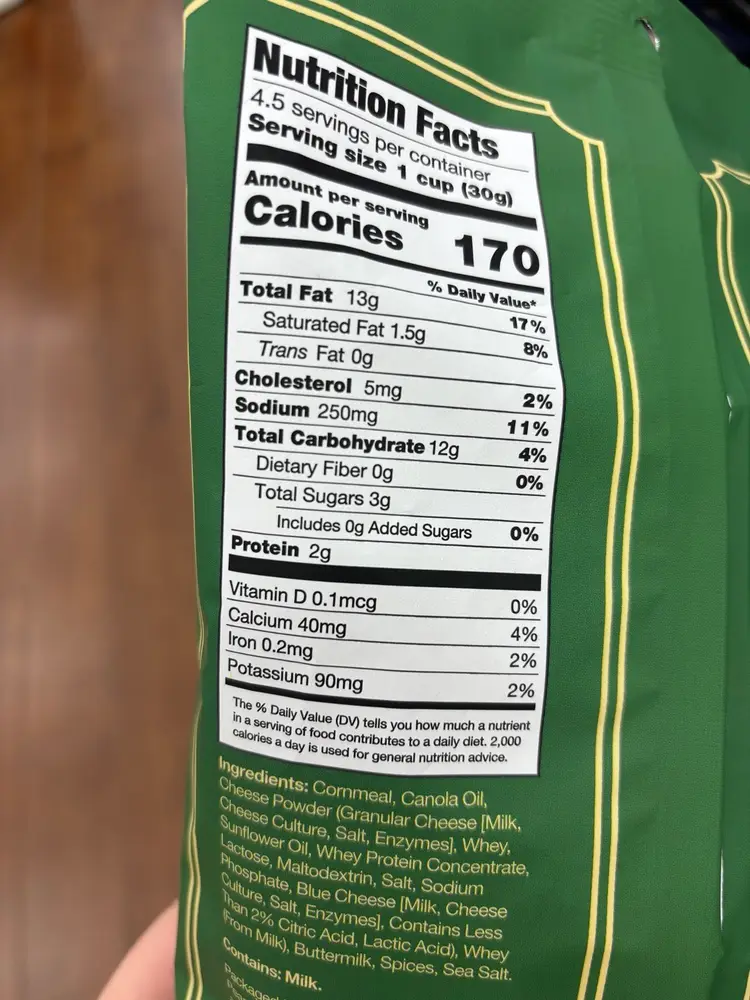 Nutrition Facts
4.5 servings per container
Serving size 1 cup (30g)
Amount per serving
Calories 170
% Daily Value*
Total Fat 13g 17%
Saturated Fat 1.5g 8%
Trans Fat 0g
Cholesterol 5mg 2%
Sodium 250mg 11%
Total Carbohydrate 12g 4%
Dietary Fiber 0g 0%
Total Sugars 3g
Includes 0g Added Sugars 0%
Protein 2g
Vitamin D 0.1mcg 0%
Calcium 40mg 4%
Iron 0.2mg 2%
Potassium 90mg 2%
The % Daily Value (DV) tells you how much a nutrient
in a serving of food contributes to a daily diet. 2,000
calories a day is used for general nutrition advice.
Ingredients: Cornmeal, Canola Oil,
Cheese Powder (Granular Cheese [Milk,
Cheese Culture, Salt, Enzymes], Whey,
Sunflower Oil, Whey Protein Concentrate,
Lactose, Maltodextrin, Salt, Sodium
Phosphate, Blue Cheese [Milk, Cheese
Culture, Salt, Enzymes], Contains Less
Than 2% Citric Acid, Lactic Acid), Whey
(From Milk), Buttermilk, Spices, Sea Salt.
Contains: Milk.
Packaged